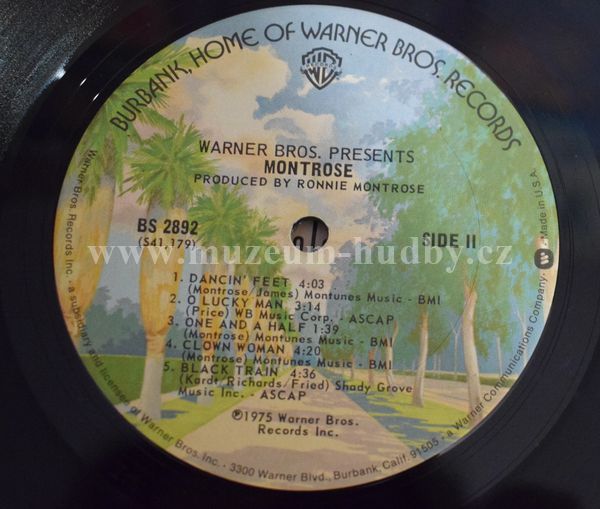 BURBANK, HOME OF WARNER BROS. RECORDS
WARNER BROS. PRESENTS
MONTROSE
PRODUCED BY RONNIE MONTROSE
BS 2892
(S41,179)
SIDE II
www.muzeum-hudby.cz
1. DANCIN' FEET 4:03
(Montrose/James) Montunes Music - BMI
2. O LUCKY MAN 3:14
(Price) WB Music Corp. - ASCAP
3. ONE AND A HALF 1:39
(Montrose) Montunes Music - BMI
4. CLOWN WOMAN 4:20
(Montrose) Montunes Music - BMI
5. BLACK TRAIN 4:36
(Kardt/Richards/Fried) Shady Grove
Music Inc. - ASCAP
℗1975 Warner Bros.
Records Inc.
Warner Bros. Records Inc. · a subsidiary and licensee of Warner Bros. Inc. · 3300 Warner Blvd., Burbank, Calif. 91505 · a Warner Communications Company · W · Made in U.S.A.